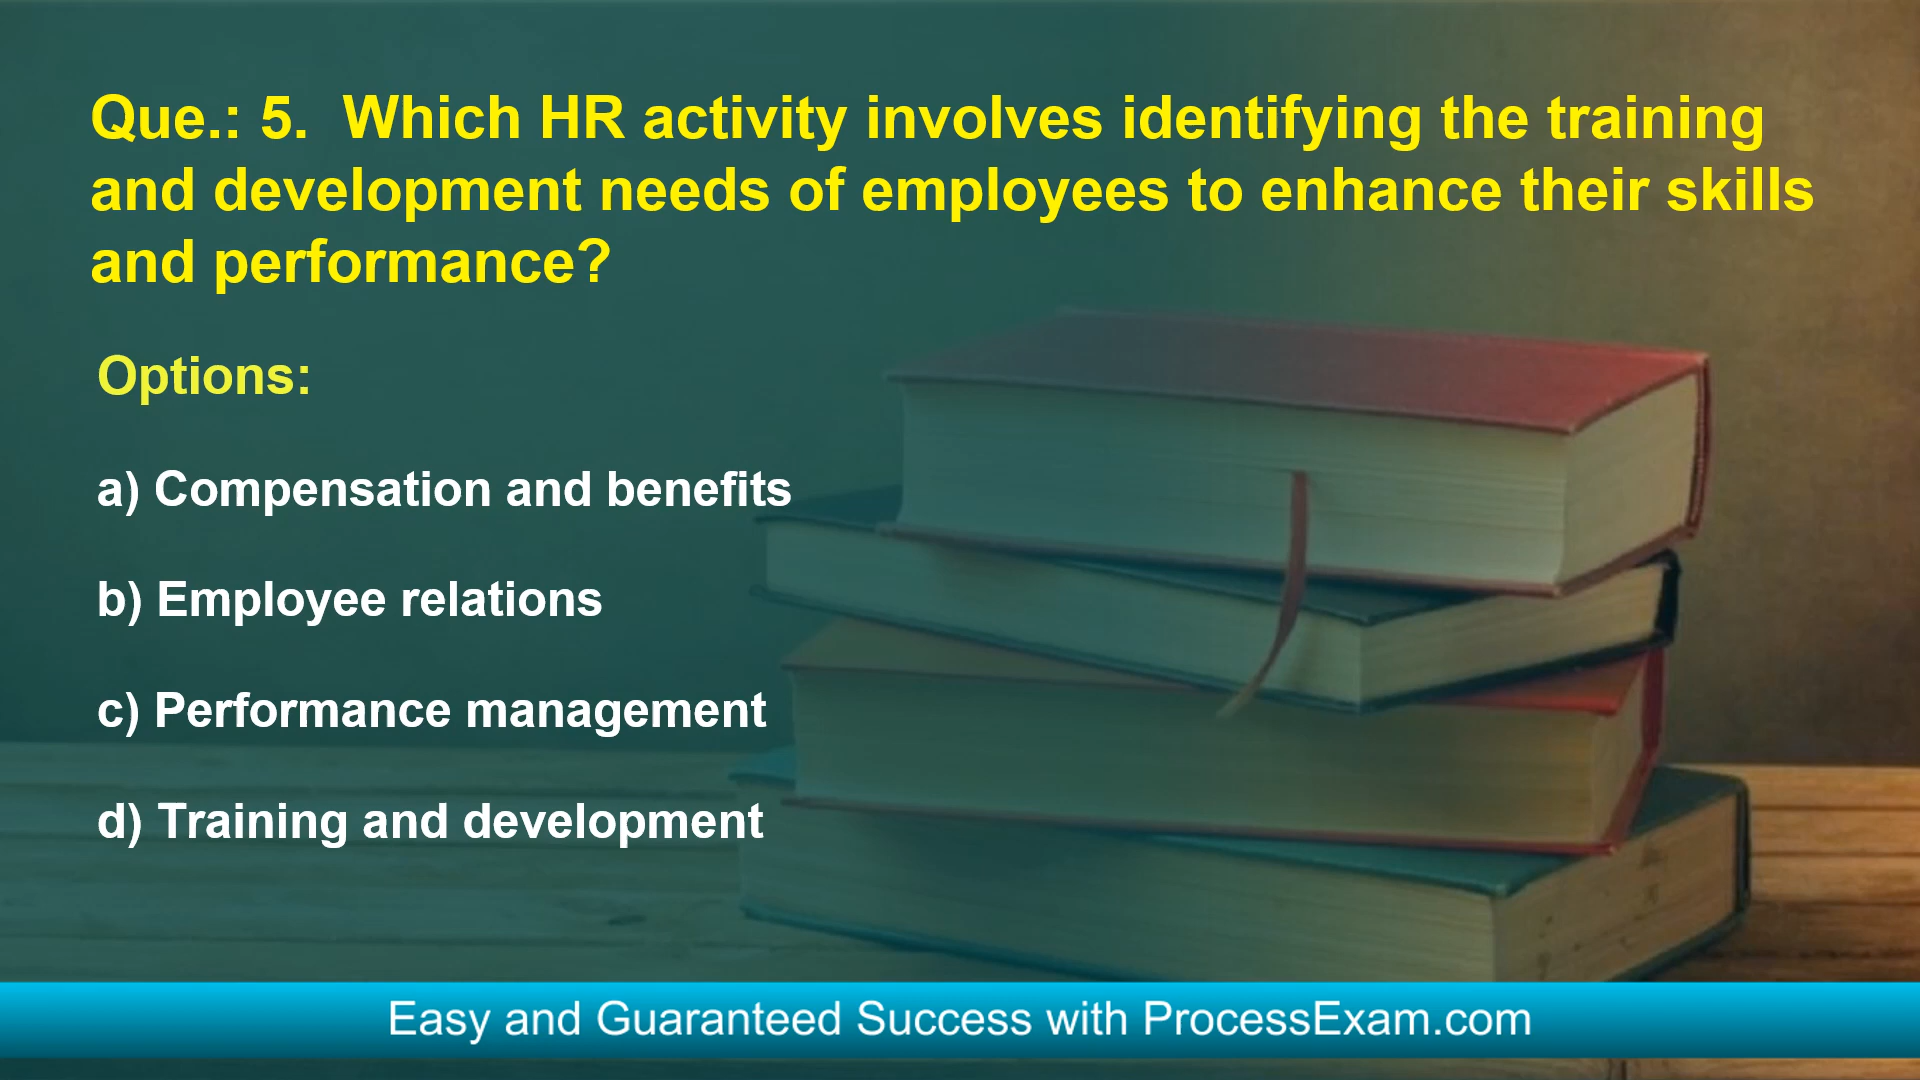 Que.: 5.  Which HR activity involves identifying the training
and development needs of employees to enhance their skills
and performance?
Options:
a) Compensation and benefits
b) Employee relations
c) Performance management
d) Training and development
Easy and Guaranteed Success with ProcessExam.com